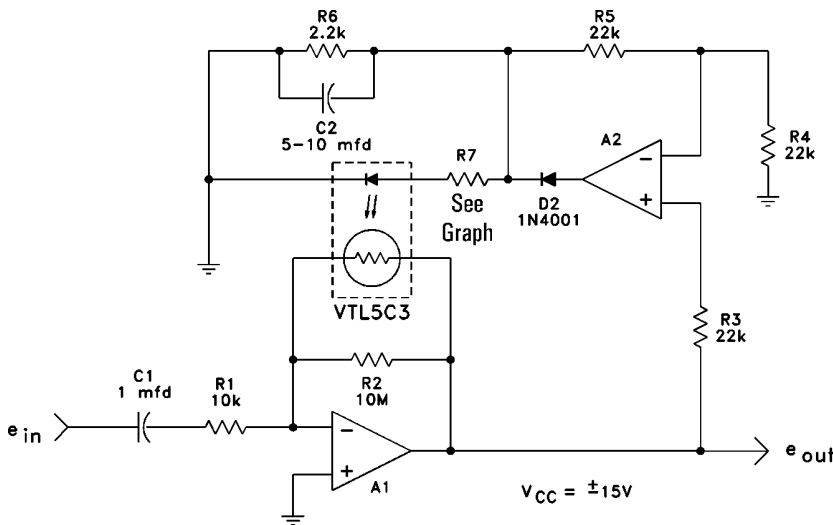 R6
2.2k
R5
22k
C2
5-10 mfd
R7
See
Graph
D2
1N4001
A2
−
+
R4
22k
VTL5C3
R3
22k
C1
1 mfd
R1
10k
R2
10M
e in
−
+
A1
e out
VCC = ±15V